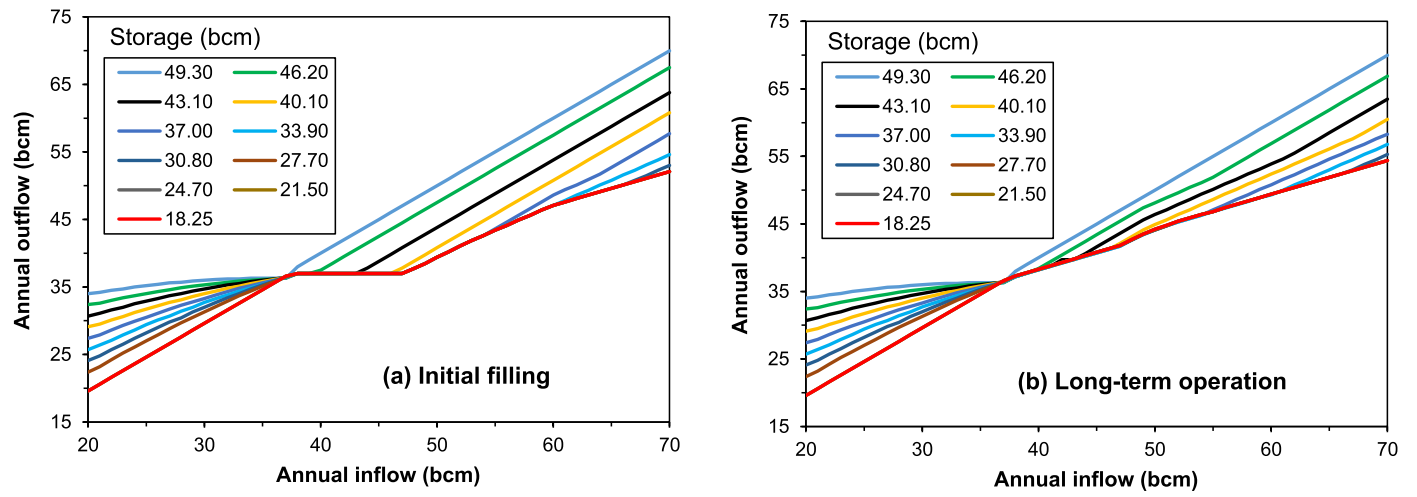 75
65
55
45
35
25
15
Annual outflow (bcm)
Storage (bcm)
49.30 46.20
43.10 40.10
37.00 33.90
30.80 27.70
24.70 21.50
18.25
(a) Initial filling
20 30 40 50 60 70
Annual inflow (bcm)
75
65
55
45
35
25
15
Annual outflow (bcm)
Storage (bcm)
49.30 46.20
43.10 40.10
37.00 33.90
30.80 27.70
24.70 21.50
18.25
(b) Long-term operation
20 30 40 50 60 70
Annual inflow (bcm)